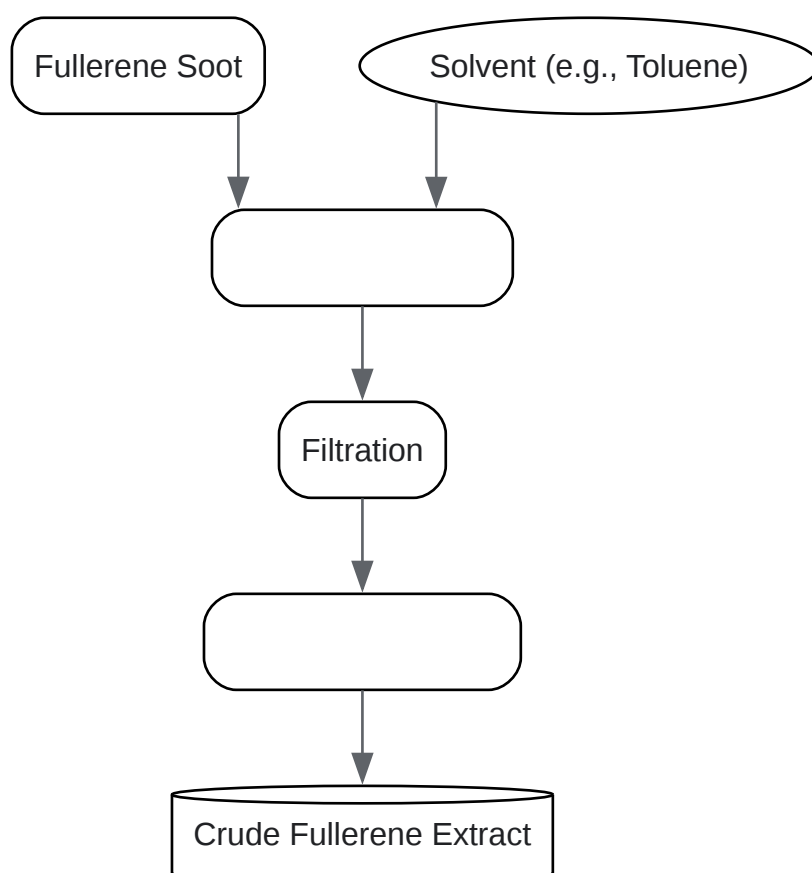 Fullerene Soot
Solvent (e.g., Toluene)
Filtration
Crude Fullerene Extract